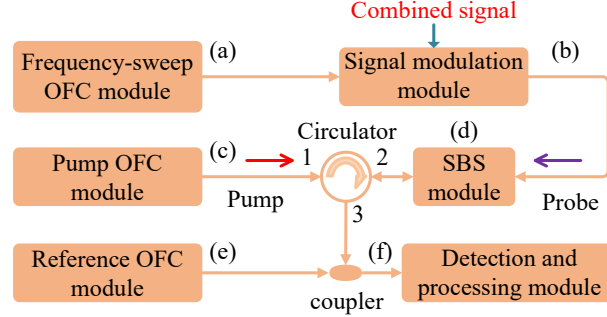 Combined signal
Frequency-sweep
OFC module
(a)
Signal modulation
module
(b)
Pump OFC
module
(c)
Pump
Circulator
1
2
3
(d)
SBS
module
Probe
Reference OFC
module
(e)
coupler
(f)
Detection and
processing module